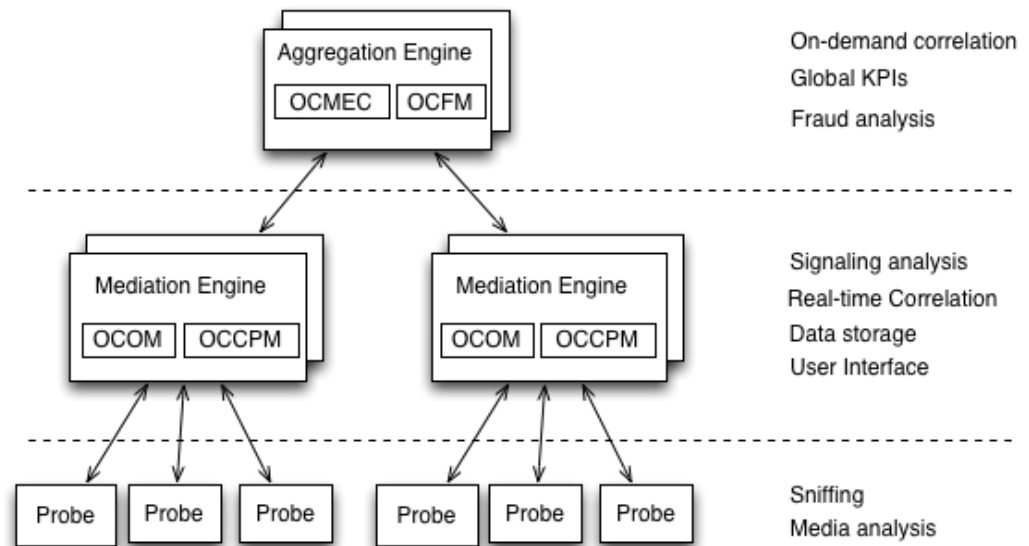 Aggregation Engine
OCMEC OCFM
On-demand correlation
Global KPIs
Fraud analysis
Mediation Engine
OCOM OCCPM
Mediation Engine
OCOM OCCPM
Signaling analysis
Real-time Correlation
Data storage
User Interface
Probe
Probe
Probe
Probe
Probe
Probe
Sniffing
Media analysis